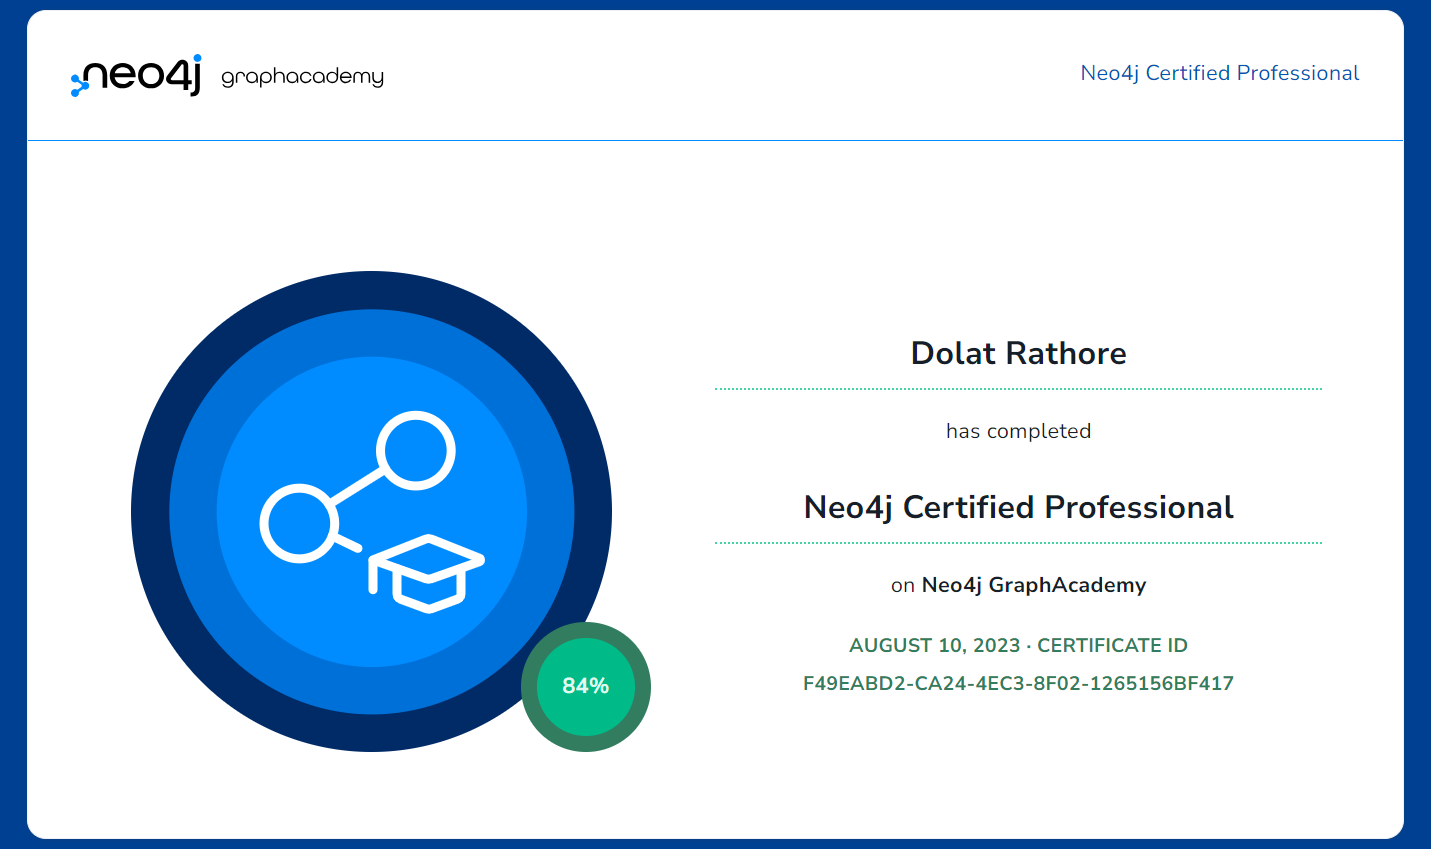 neo4j graphacademy
Neo4j Certified Professional
Dolat Rathore
has completed
Neo4j Certified Professional
on Neo4j GraphAcademy
AUGUST 10, 2023 · CERTIFICATE ID
F49EABD2-CA24-4EC3-8F02-1265156BF417
84%